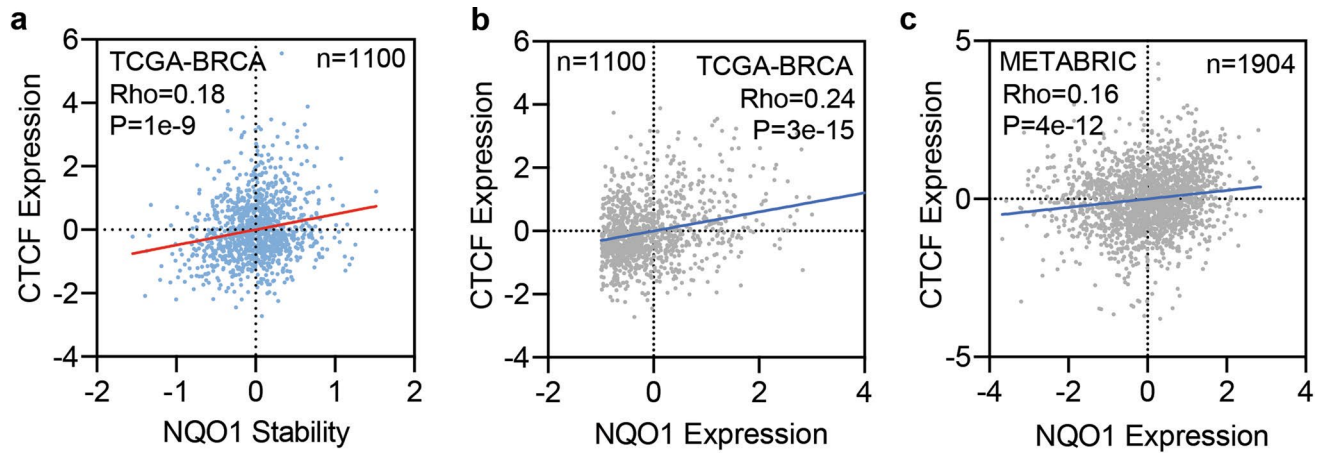 a
TCGA-BRCA
n=1100
Rho=0.18
P=1e-9
CTCF Expression
6
4
2
0
-2
-4
-2
-1
0
1
2
NQO1 Stability
b
n=1100
TCGA-BRCA
Rho=0.24
P=3e-15
CTCF Expression
6
4
2
0
-2
-4
-2
0
2
4
NQO1 Expression
c
METABRIC
n=1904
Rho=0.16
P=4e-12
CTCF Expression
5
0
-5
-4
-2
0
2
4
NQO1 Expression